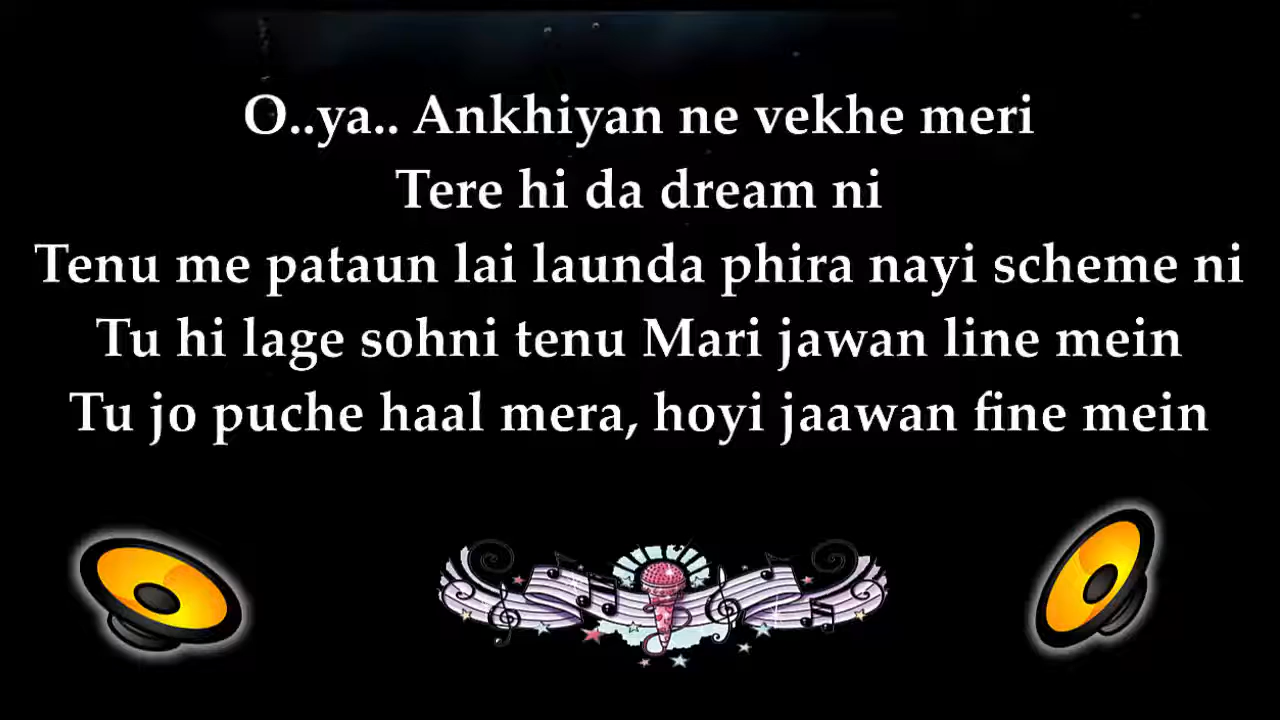 O..ya.. Ankhiyan ne vekhe meri
Tere hi da dream ni
Tenu me pataun lai launda phira nayi scheme ni
Tu hi lage sohni tenu Mari jawan line mein
Tu jo puche haal mera, hoyi jaawan fine mein